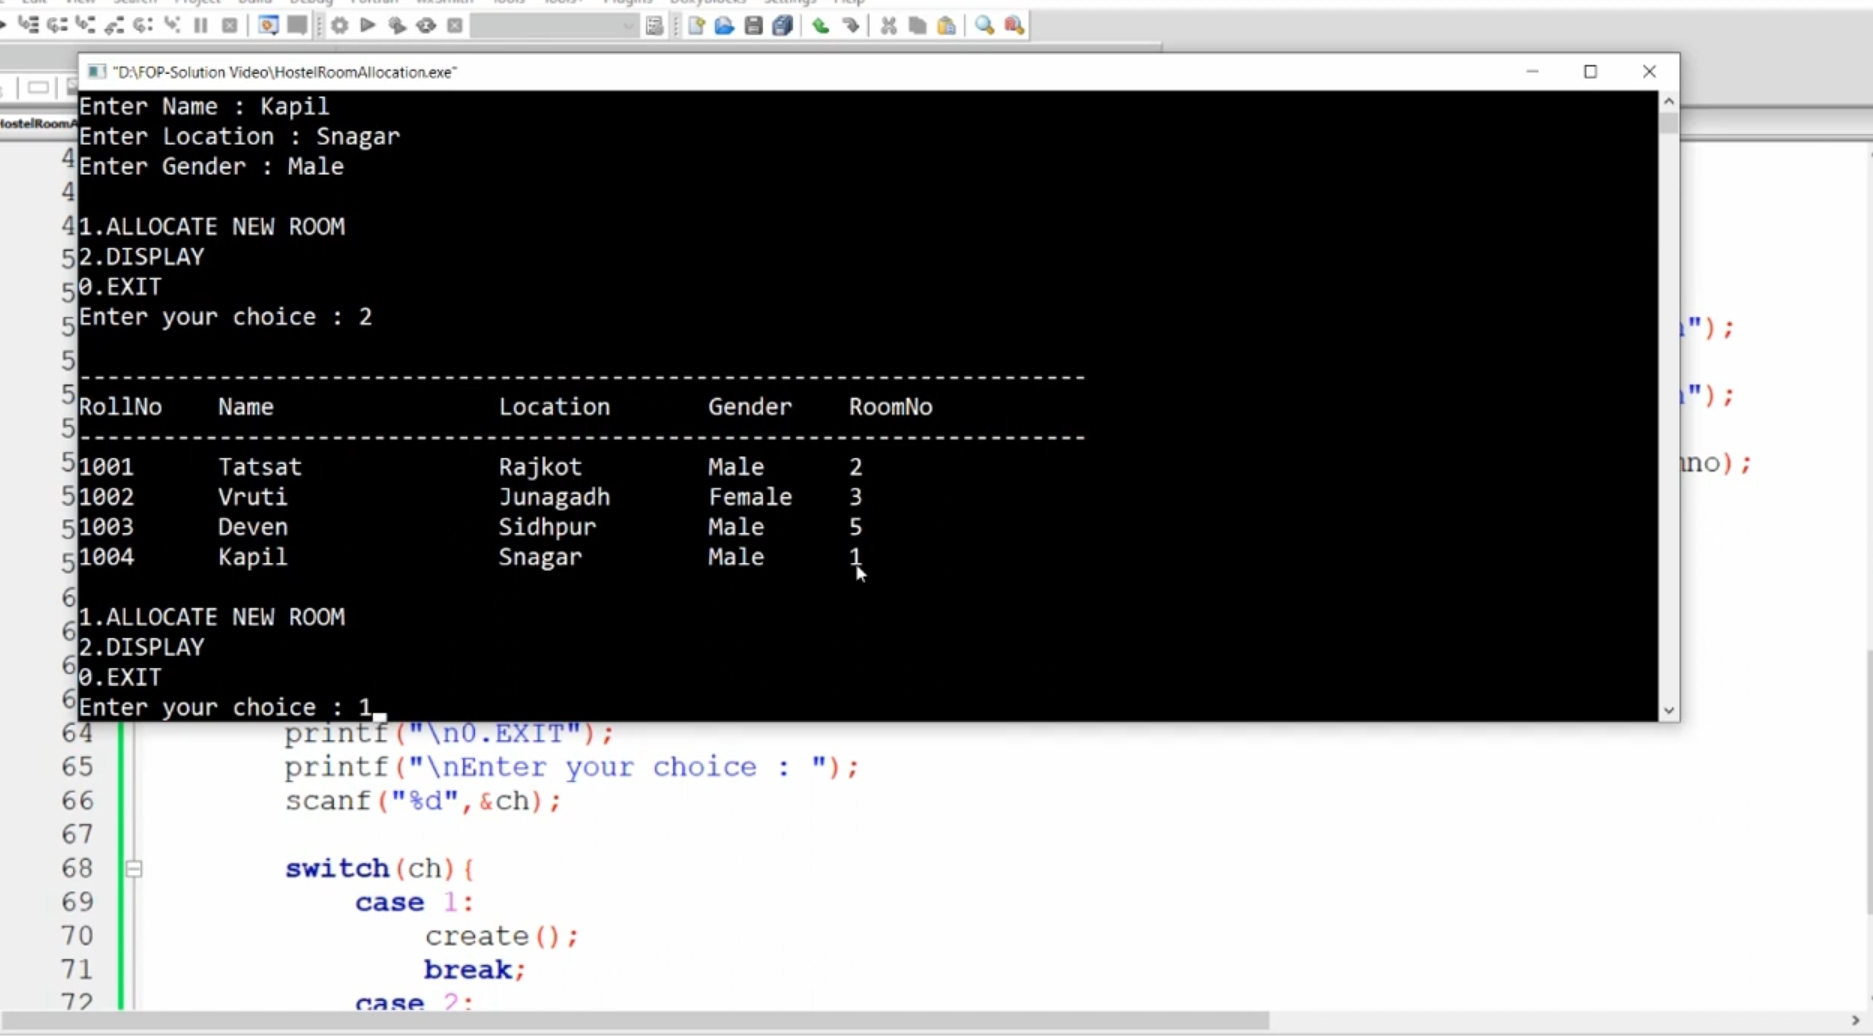 "D:\FOP-Solution Video\HostelRoomAllocation.exe"
Enter Name : Kapil
Enter Location : Snagar
Enter Gender : Male
1.ALLOCATE NEW ROOM
2.DISPLAY
0.EXIT
Enter your choice : 2
--------------------------------------------------------------------------
RollNo Name Location Gender RoomNo
--------------------------------------------------------------------------
1001 Tatsat Rajkot Male 2
1002 Vruti Junagadh Female 3
1003 Deven Sidhpur Male 5
1004 Kapil Snagar Male 1
1.ALLOCATE NEW ROOM
2.DISPLAY
0.EXIT
Enter your choice : 1
");
");
no);
64 printf("\n0.EXIT");
65 printf("\nEnter your choice : ");
66 scanf("%d",&ch);
67
68 switch(ch){
69 case 1:
70 create();
71 break;
72 case 2: